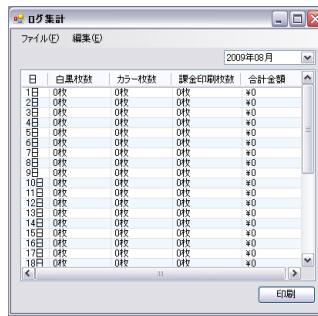 ログ集計
ファイル(F) 編集(E)
2009年08月
日 白黒枚数 カラー枚数 課金印刷枚数 合計金額
1日 0枚 0枚 0枚 ¥0
2日 0枚 0枚 0枚 ¥0
3日 0枚 0枚 0枚 ¥0
4日 0枚 0枚 0枚 ¥0
5日 0枚 0枚 0枚 ¥0
6日 0枚 0枚 0枚 ¥0
7日 0枚 0枚 0枚 ¥0
8日 0枚 0枚 0枚 ¥0
9日 0枚 0枚 0枚 ¥0
10日 0枚 0枚 0枚 ¥0
11日 0枚 0枚 0枚 ¥0
12日 0枚 0枚 0枚 ¥0
13日 0枚 0枚 0枚 ¥0
14日 0枚 0枚 0枚 ¥0
15日 0枚 0枚 0枚 ¥0
16日 0枚 0枚 0枚 ¥0
17日 0枚 0枚 0枚 ¥0
18日 0枚 0枚 0枚 ¥0
印刷